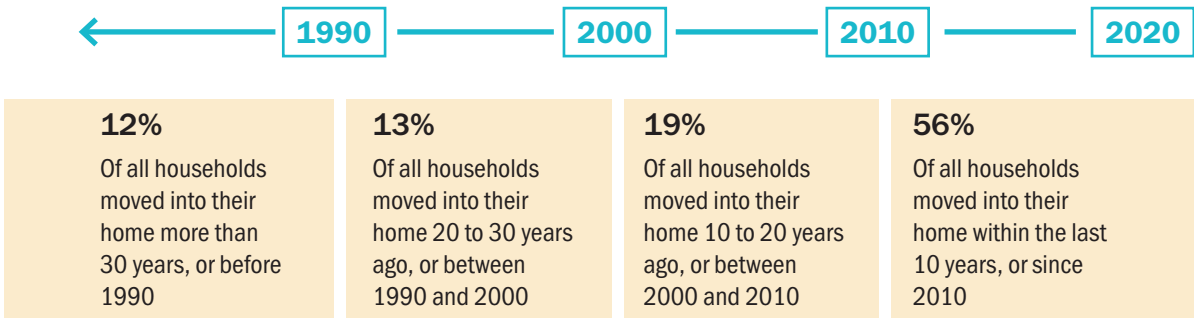 1990
2000
2010
2020
12%
Of all households
moved into their
home more than
30 years, or before
1990
13%
Of all households
moved into their
home 20 to 30 years
ago, or between
1990 and 2000
19%
Of all households
moved into their
home 10 to 20 years
ago, or between
2000 and 2010
56%
Of all households
moved into their
home within the last
10 years, or since
2010